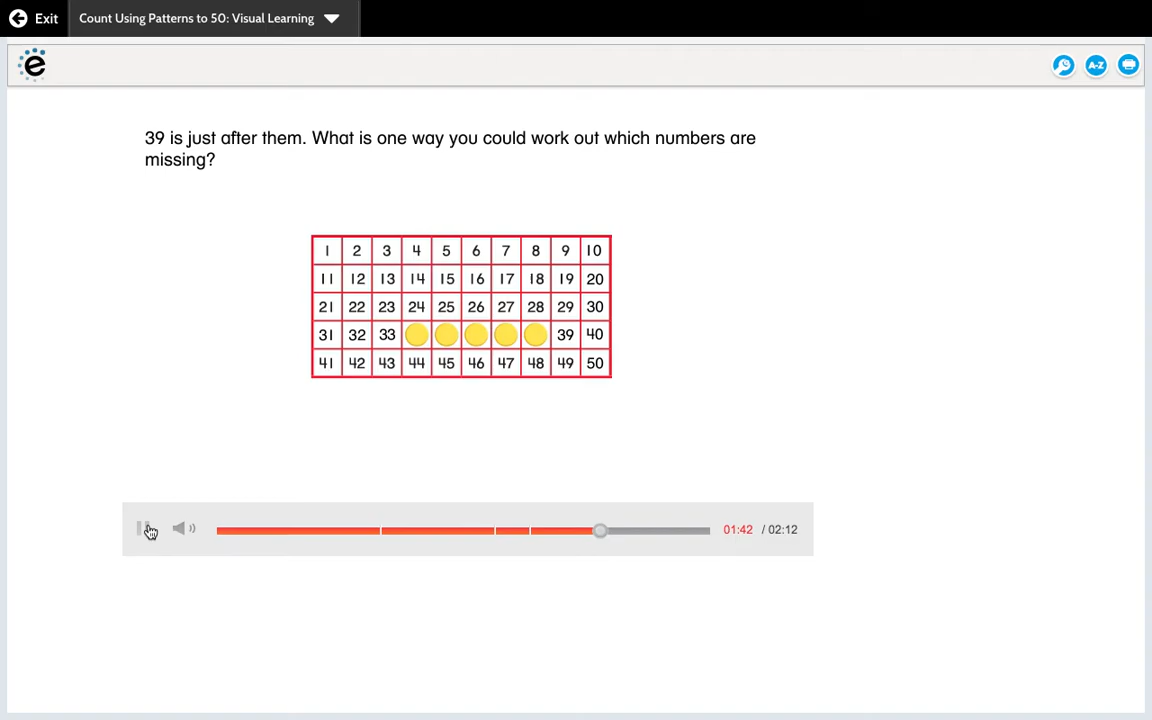 Exit
Count Using Patterns to 50: Visual Learning
e
A-Z
39 is just after them. What is one way you could work out which numbers are
missing?
1 2 3 4 5 6 7 8 9 10
11 12 13 14 15 16 17 18 19 20
21 22 23 24 25 26 27 28 29 30
31 32 33 39 40
41 42 43 44 45 46 47 48 49 50
01:42 / 02:12